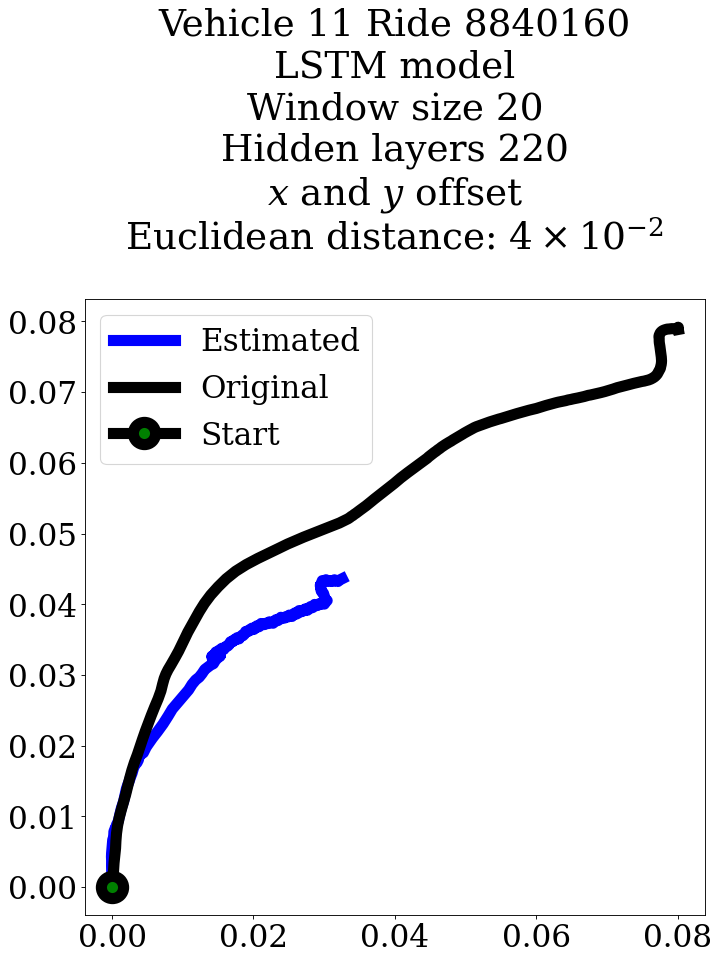 Vehicle 11 Ride 8840160
LSTM model
Window size 20
Hidden layers 220
x and y offset
Euclidean distance: 4 × 10⁻²
Estimated
Original
Start
0.08
0.07
0.06
0.05
0.04
0.03
0.02
0.01
0.00
0.00 0.02 0.04 0.06 0.08